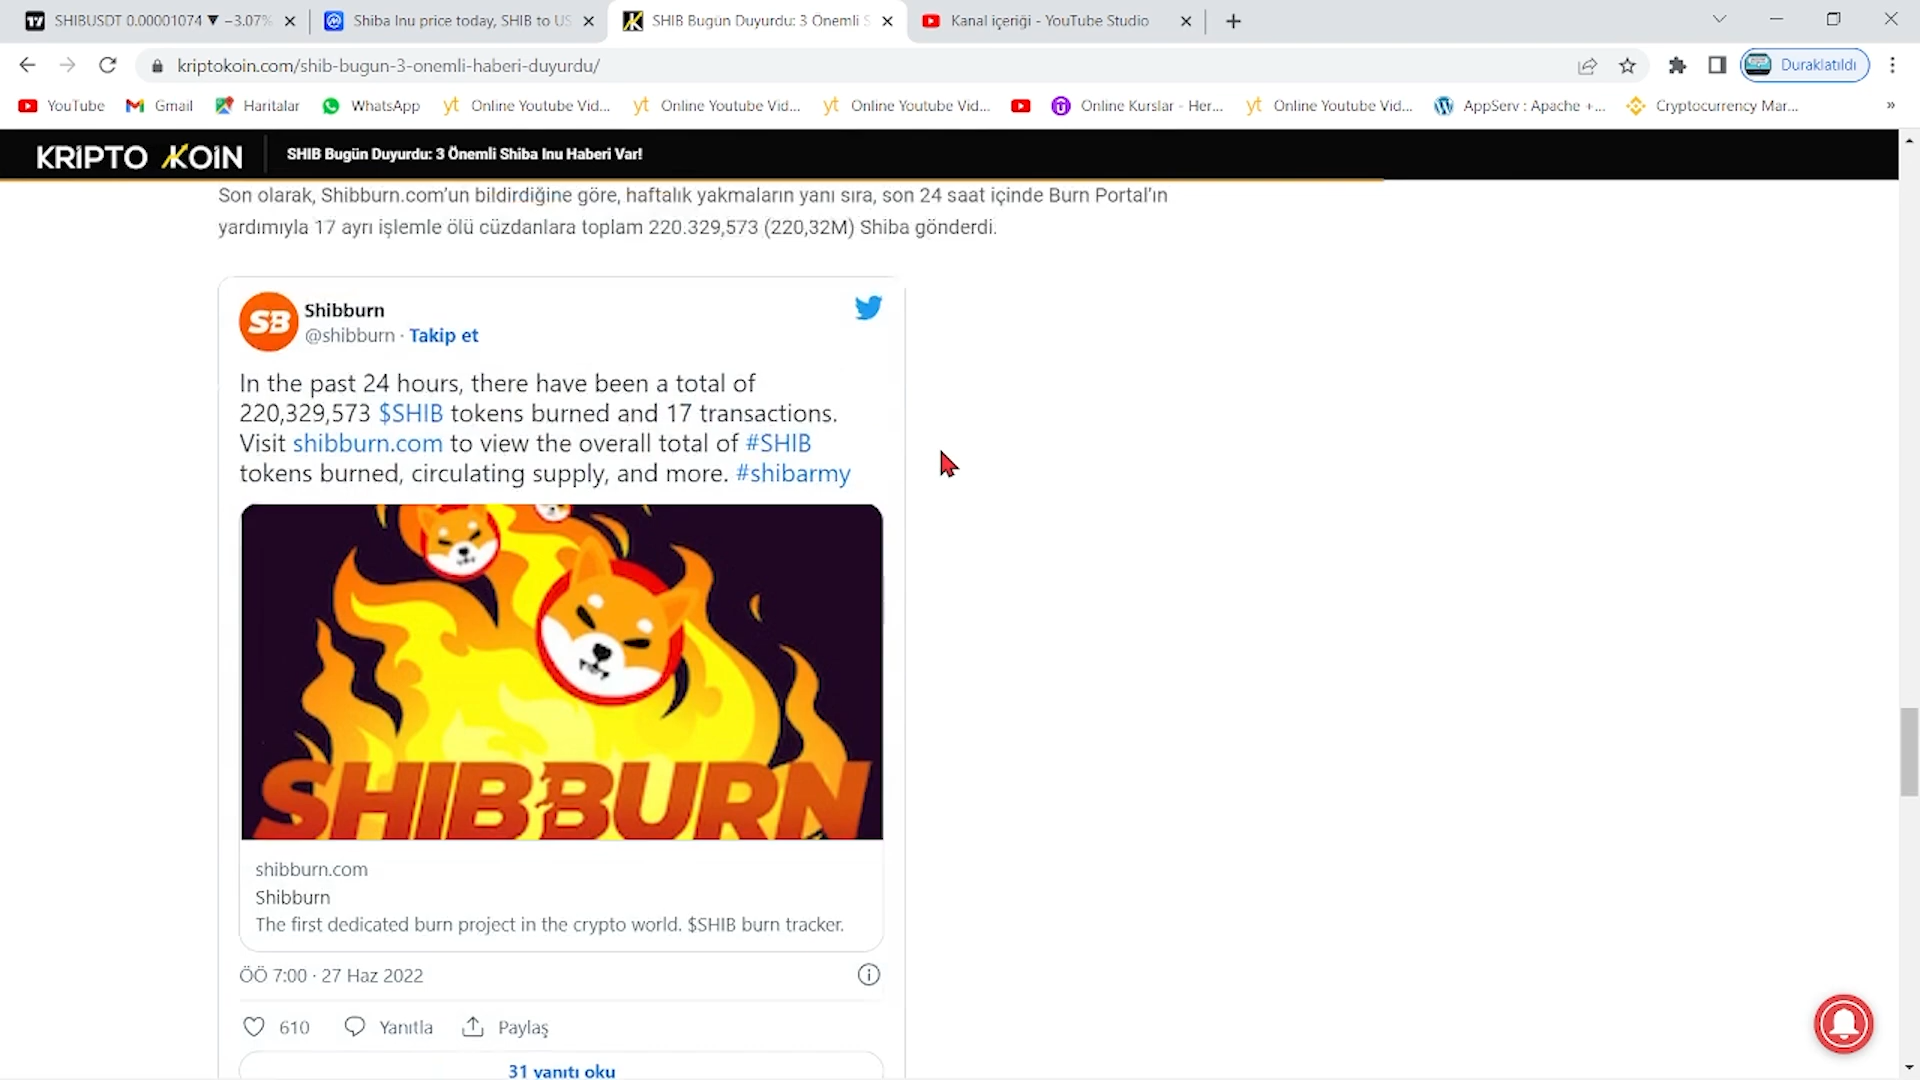 SHIBUSDT 0.00001074 ▼ −3.07%
Shiba Inu price today, SHIB to US
SHIB Bugün Duyurdu: 3 Önemli S
Kanal içeriği - YouTube Studio
kriptokoin.com/shib-bugun-3-onemli-haberi-duyurdu/
Duraklatıldı
YouTube
Gmail
Haritalar
WhatsApp
Online Youtube Vid...
Online Youtube Vid...
Online Youtube Vid...
Online Kurslar - Her...
Online Youtube Vid...
AppServ : Apache +...
Cryptocurrency Mar...
»
KRİPTO KOİN
SHIB Bugün Duyurdu: 3 Önemli Shiba Inu Haberi Var!
Son olarak, Shibburn.com’un bildirdiğine göre, haftalık yakmaların yanı sıra, son 24 saat içinde Burn Portal’ın
yardımıyla 17 ayrı işlemle ölü cüzdanlara toplam 220.329,573 (220,32M) Shiba gönderdi.
SB
Shibburn
@shibburn · Takip et
In the past 24 hours, there have been a total of
220,329,573 $SHIB tokens burned and 17 transactions.
Visit shibburn.com to view the overall total of #SHIB
tokens burned, circulating supply, and more. #shibarmy
SHIBBURN
shibburn.com
Shibburn
The first dedicated burn project in the crypto world. $SHIB burn tracker.
ÖÖ 7:00 · 27 Haz 2022
610
Yanıtla
Paylaş
31 yanıtı oku